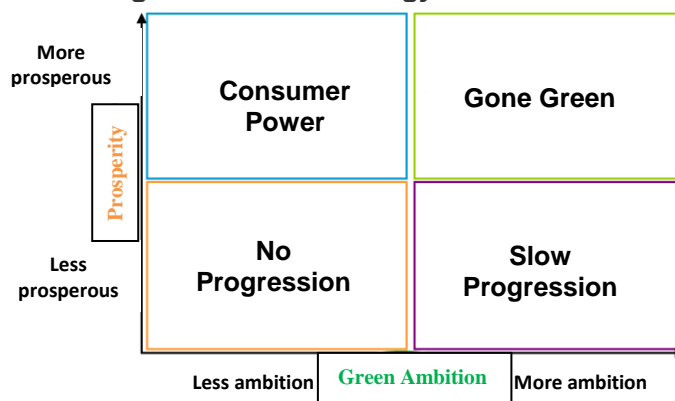 More
prosperous
Consumer
Power
Gone Green
Prosperity
Less
prosperous
No
Progression
Slow
Progression
Less ambition
Green Ambition
More ambition